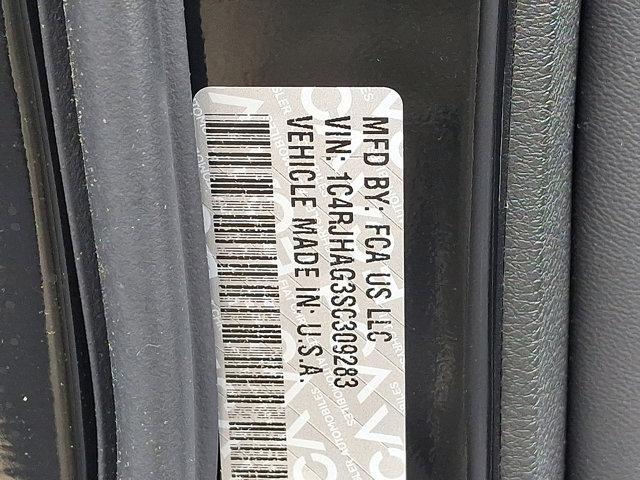 MFD BY: FCA US LLC
VIN: 1C4RJHAG3SC309283
VEHICLE MADE IN: U.S.A.